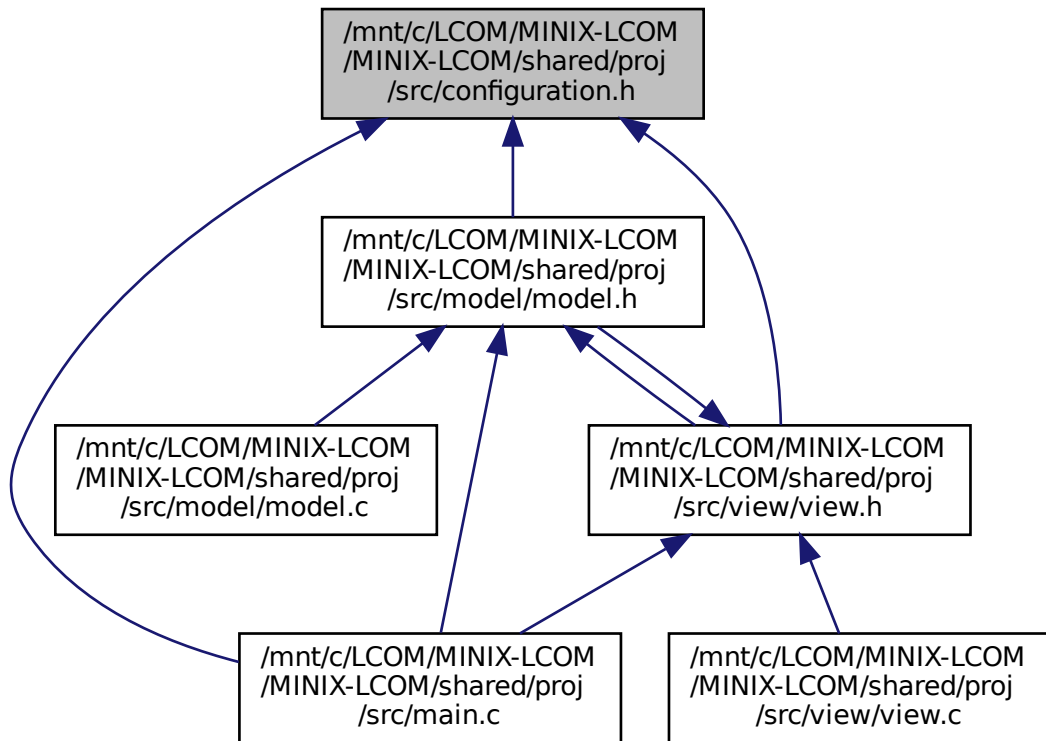 /mnt/c/LCOM/MINIX-LCOM
/MINIX-LCOM/shared/proj
/src/configuration.h
/mnt/c/LCOM/MINIX-LCOM
/MINIX-LCOM/shared/proj
/src/model/model.h
/mnt/c/LCOM/MINIX-LCOM
/MINIX-LCOM/shared/proj
/src/model/model.c
/mnt/c/LCOM/MINIX-LCOM
/MINIX-LCOM/shared/proj
/src/view/view.h
/mnt/c/LCOM/MINIX-LCOM
/MINIX-LCOM/shared/proj
/src/main.c
/mnt/c/LCOM/MINIX-LCOM
/MINIX-LCOM/shared/proj
/src/view/view.c